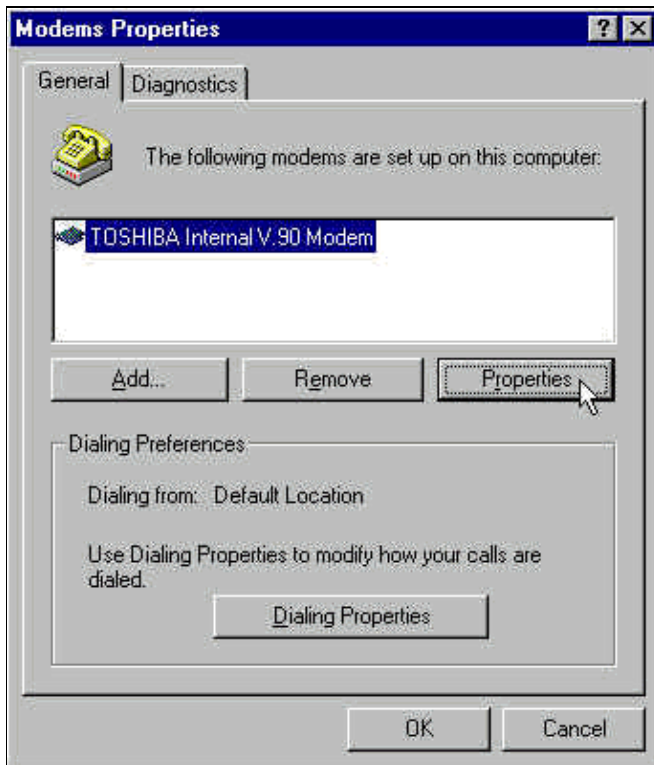 Modems Properties
General Diagnostics
The following modems are set up on this computer:
TOSHIBA Internal V.90 Modem
Add... Remove Properties
Dialing Preferences
Dialing from: Default Location
Use Dialing Properties to modify how your calls are
dialed.
Dialing Properties
OK Cancel